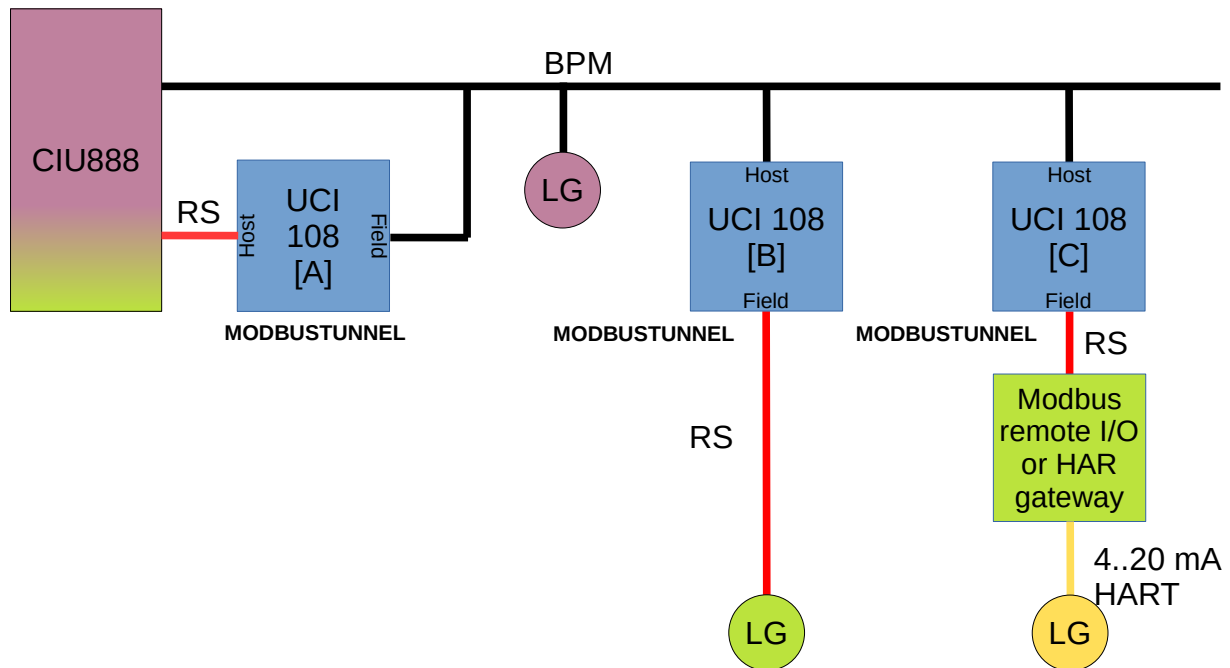 BPM
CIU888
RS
Host
UCI
108
[A]
Field
MODBUSTUNNEL
LG
Host
UCI 108
[B]
Field
MODBUSTUNNEL
RS
LG
Host
UCI 108
[C]
Field
MODBUSTUNNEL
RS
Modbus
remote I/O
or HAR
gateway
4..20 mA
HART
LG